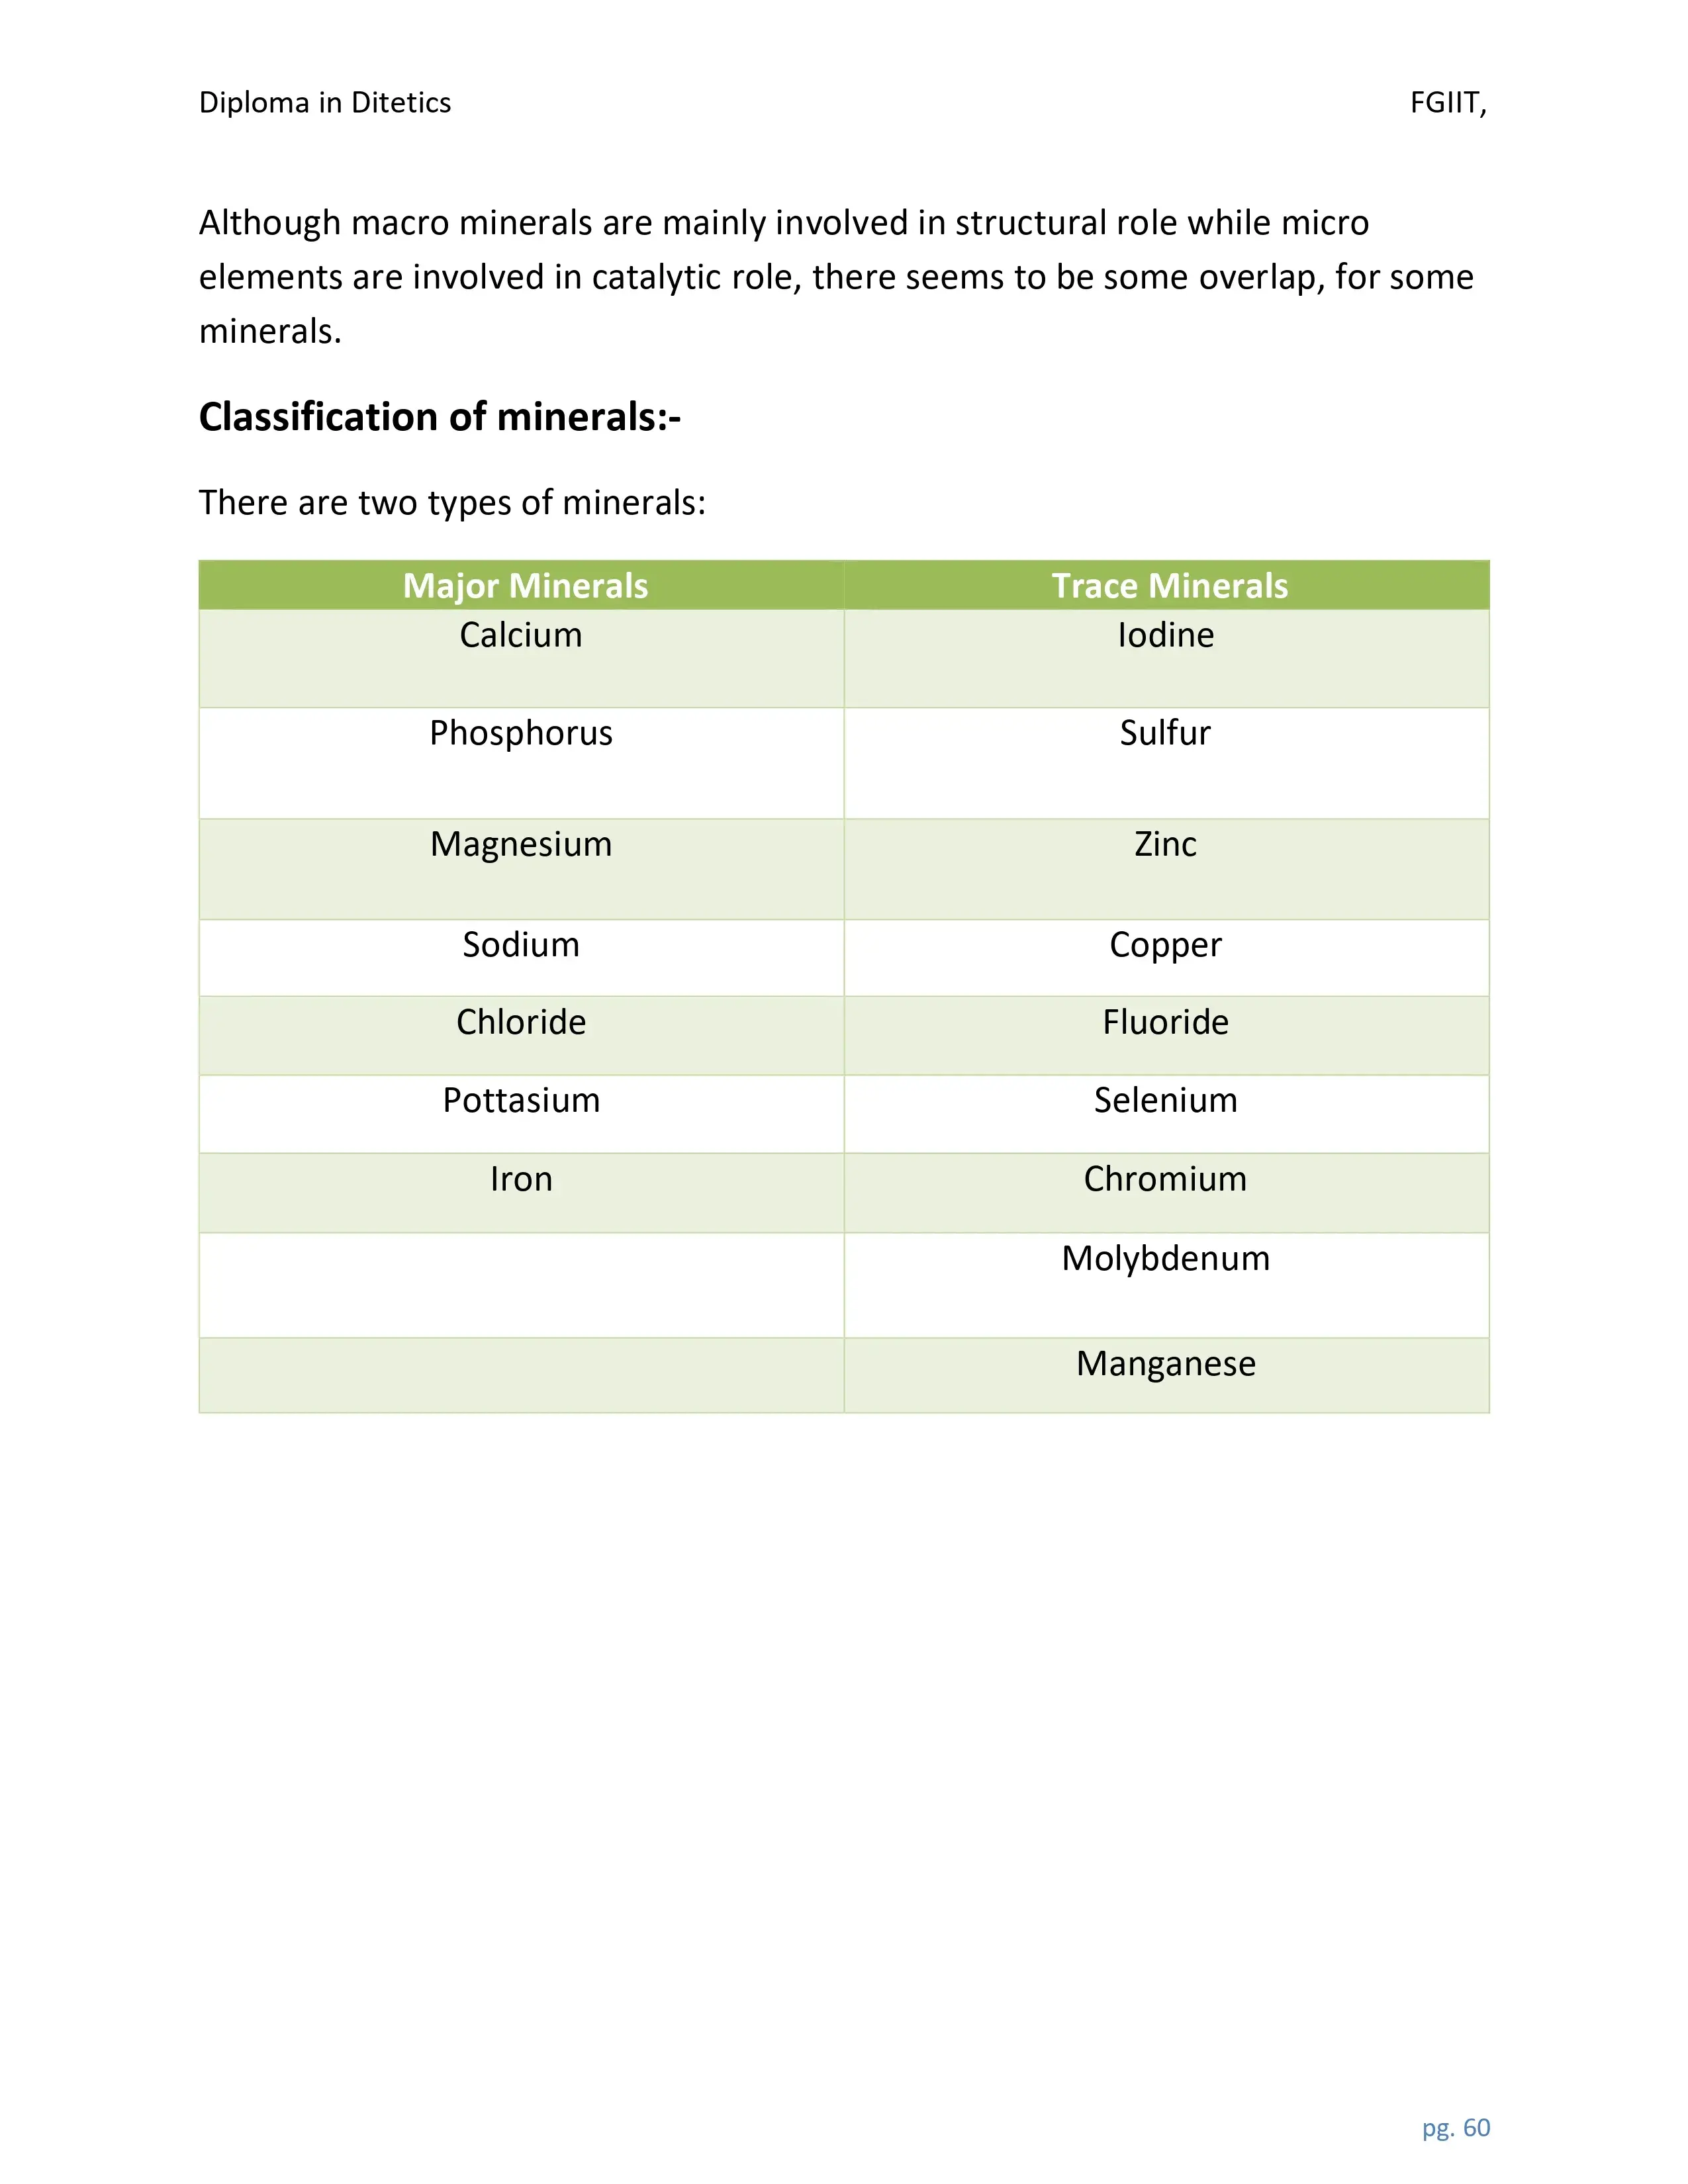 Diploma in Ditetics FGIIT,
Although macro minerals are mainly involved in structural role while micro
elements are involved in catalytic role, there seems to be some overlap, for some
minerals.
Classification of minerals:-
There are two types of minerals:
Major Minerals Trace Minerals
Calcium Iodine
Phosphorus Sulfur
Magnesium Zinc
Sodium Copper
Chloride Fluoride
Pottasium Selenium
Iron Chromium
Molybdenum
Manganese
pg. 60